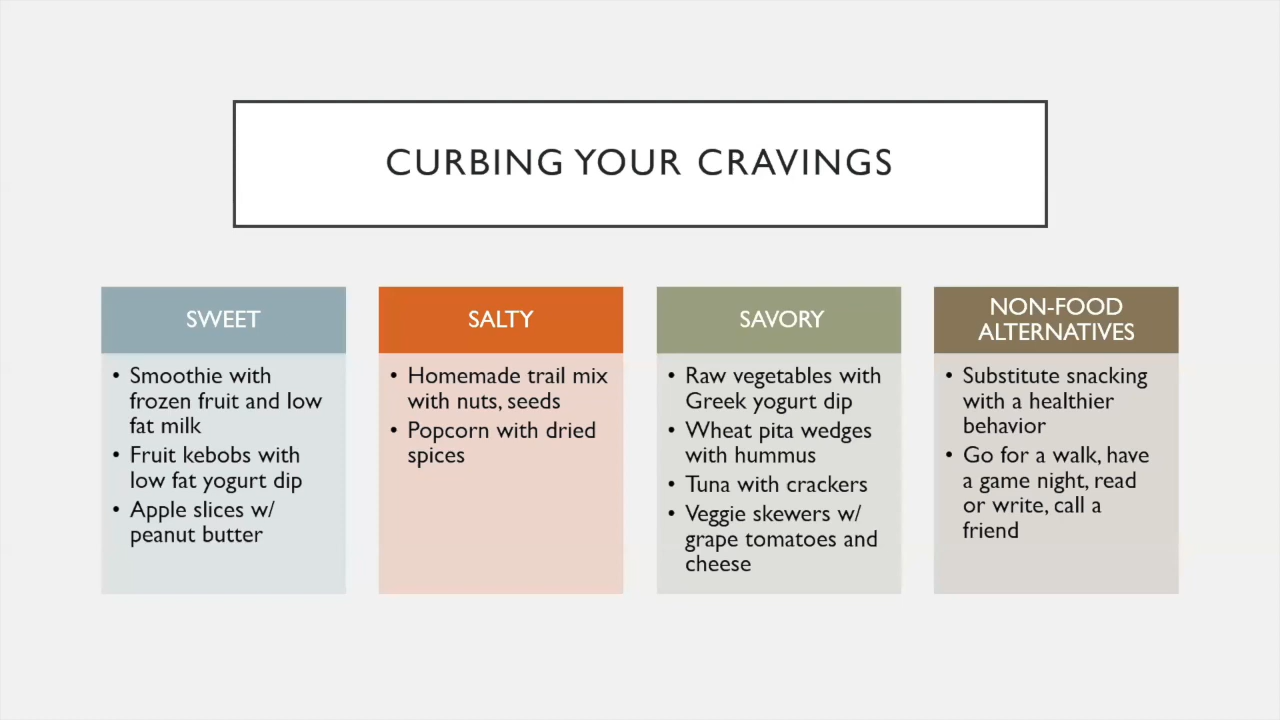 CURBING YOUR CRAVINGS
SWEET
• Smoothie with
frozen fruit and low
fat milk
• Fruit kebobs with
low fat yogurt dip
• Apple slices w/
peanut butter
SALTY
• Homemade trail mix
with nuts, seeds
• Popcorn with dried
spices
SAVORY
• Raw vegetables with
Greek yogurt dip
• Wheat pita wedges
with hummus
• Tuna with crackers
• Veggie skewers w/
grape tomatoes and
cheese
NON-FOOD
ALTERNATIVES
• Substitute snacking
with a healthier
behavior
• Go for a walk, have
a game night, read
or write, call a
friend